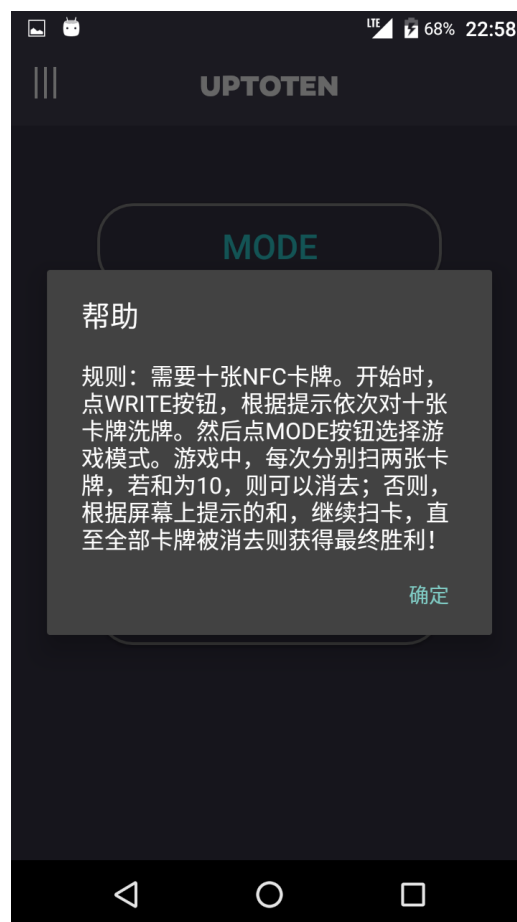 LTE 68% 22:58
UPTOTEN
MODE
帮助
规则：需要十张NFC卡牌。开始时，
点WRITE按钮，根据提示依次对十张
卡牌洗牌。然后点MODE按钮选择游
戏模式。游戏中，每次分别扫两张卡
牌，若和为10，则可以消去；否则，
根据屏幕上提示的和，继续扫卡，直
至全部卡牌被消去则获得最终胜利！
确定